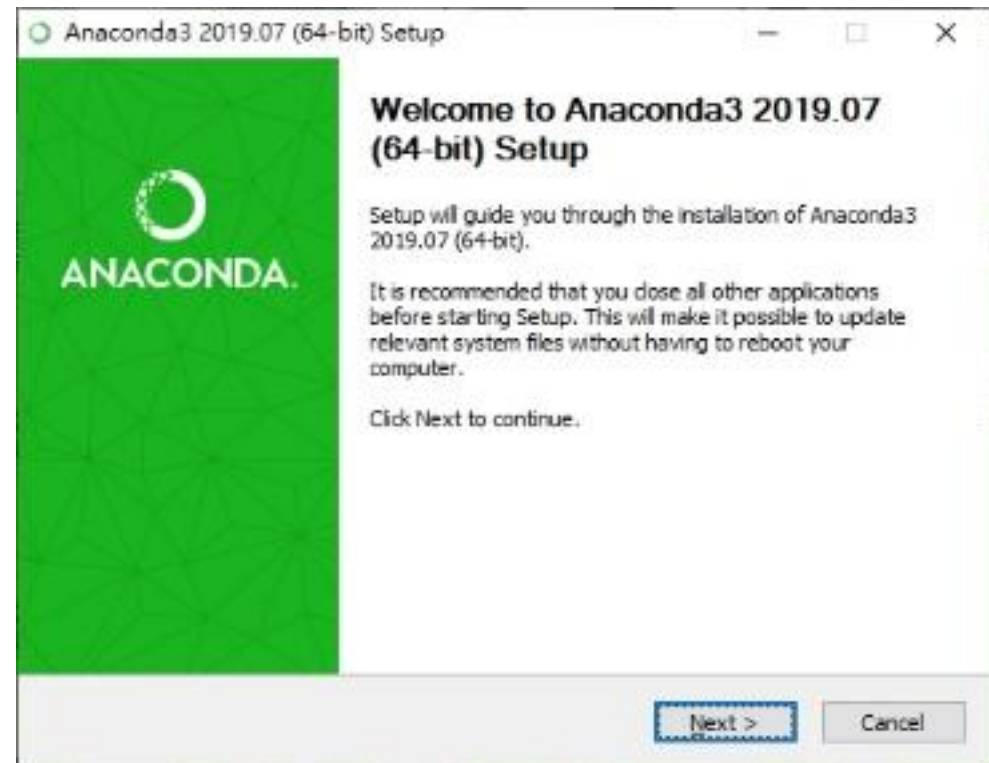 Anaconda3 2019.07 (64-bit) Setup
Welcome to Anaconda3 2019.07
(64-bit) Setup
Setup will guide you through the installation of Anaconda3
2019.07 (64-bit).
It is recommended that you close all other applications
before starting Setup. This will make it possible to update
relevant system files without having to reboot your
computer.
Click Next to continue.
ANACONDA.
Next >
Cancel